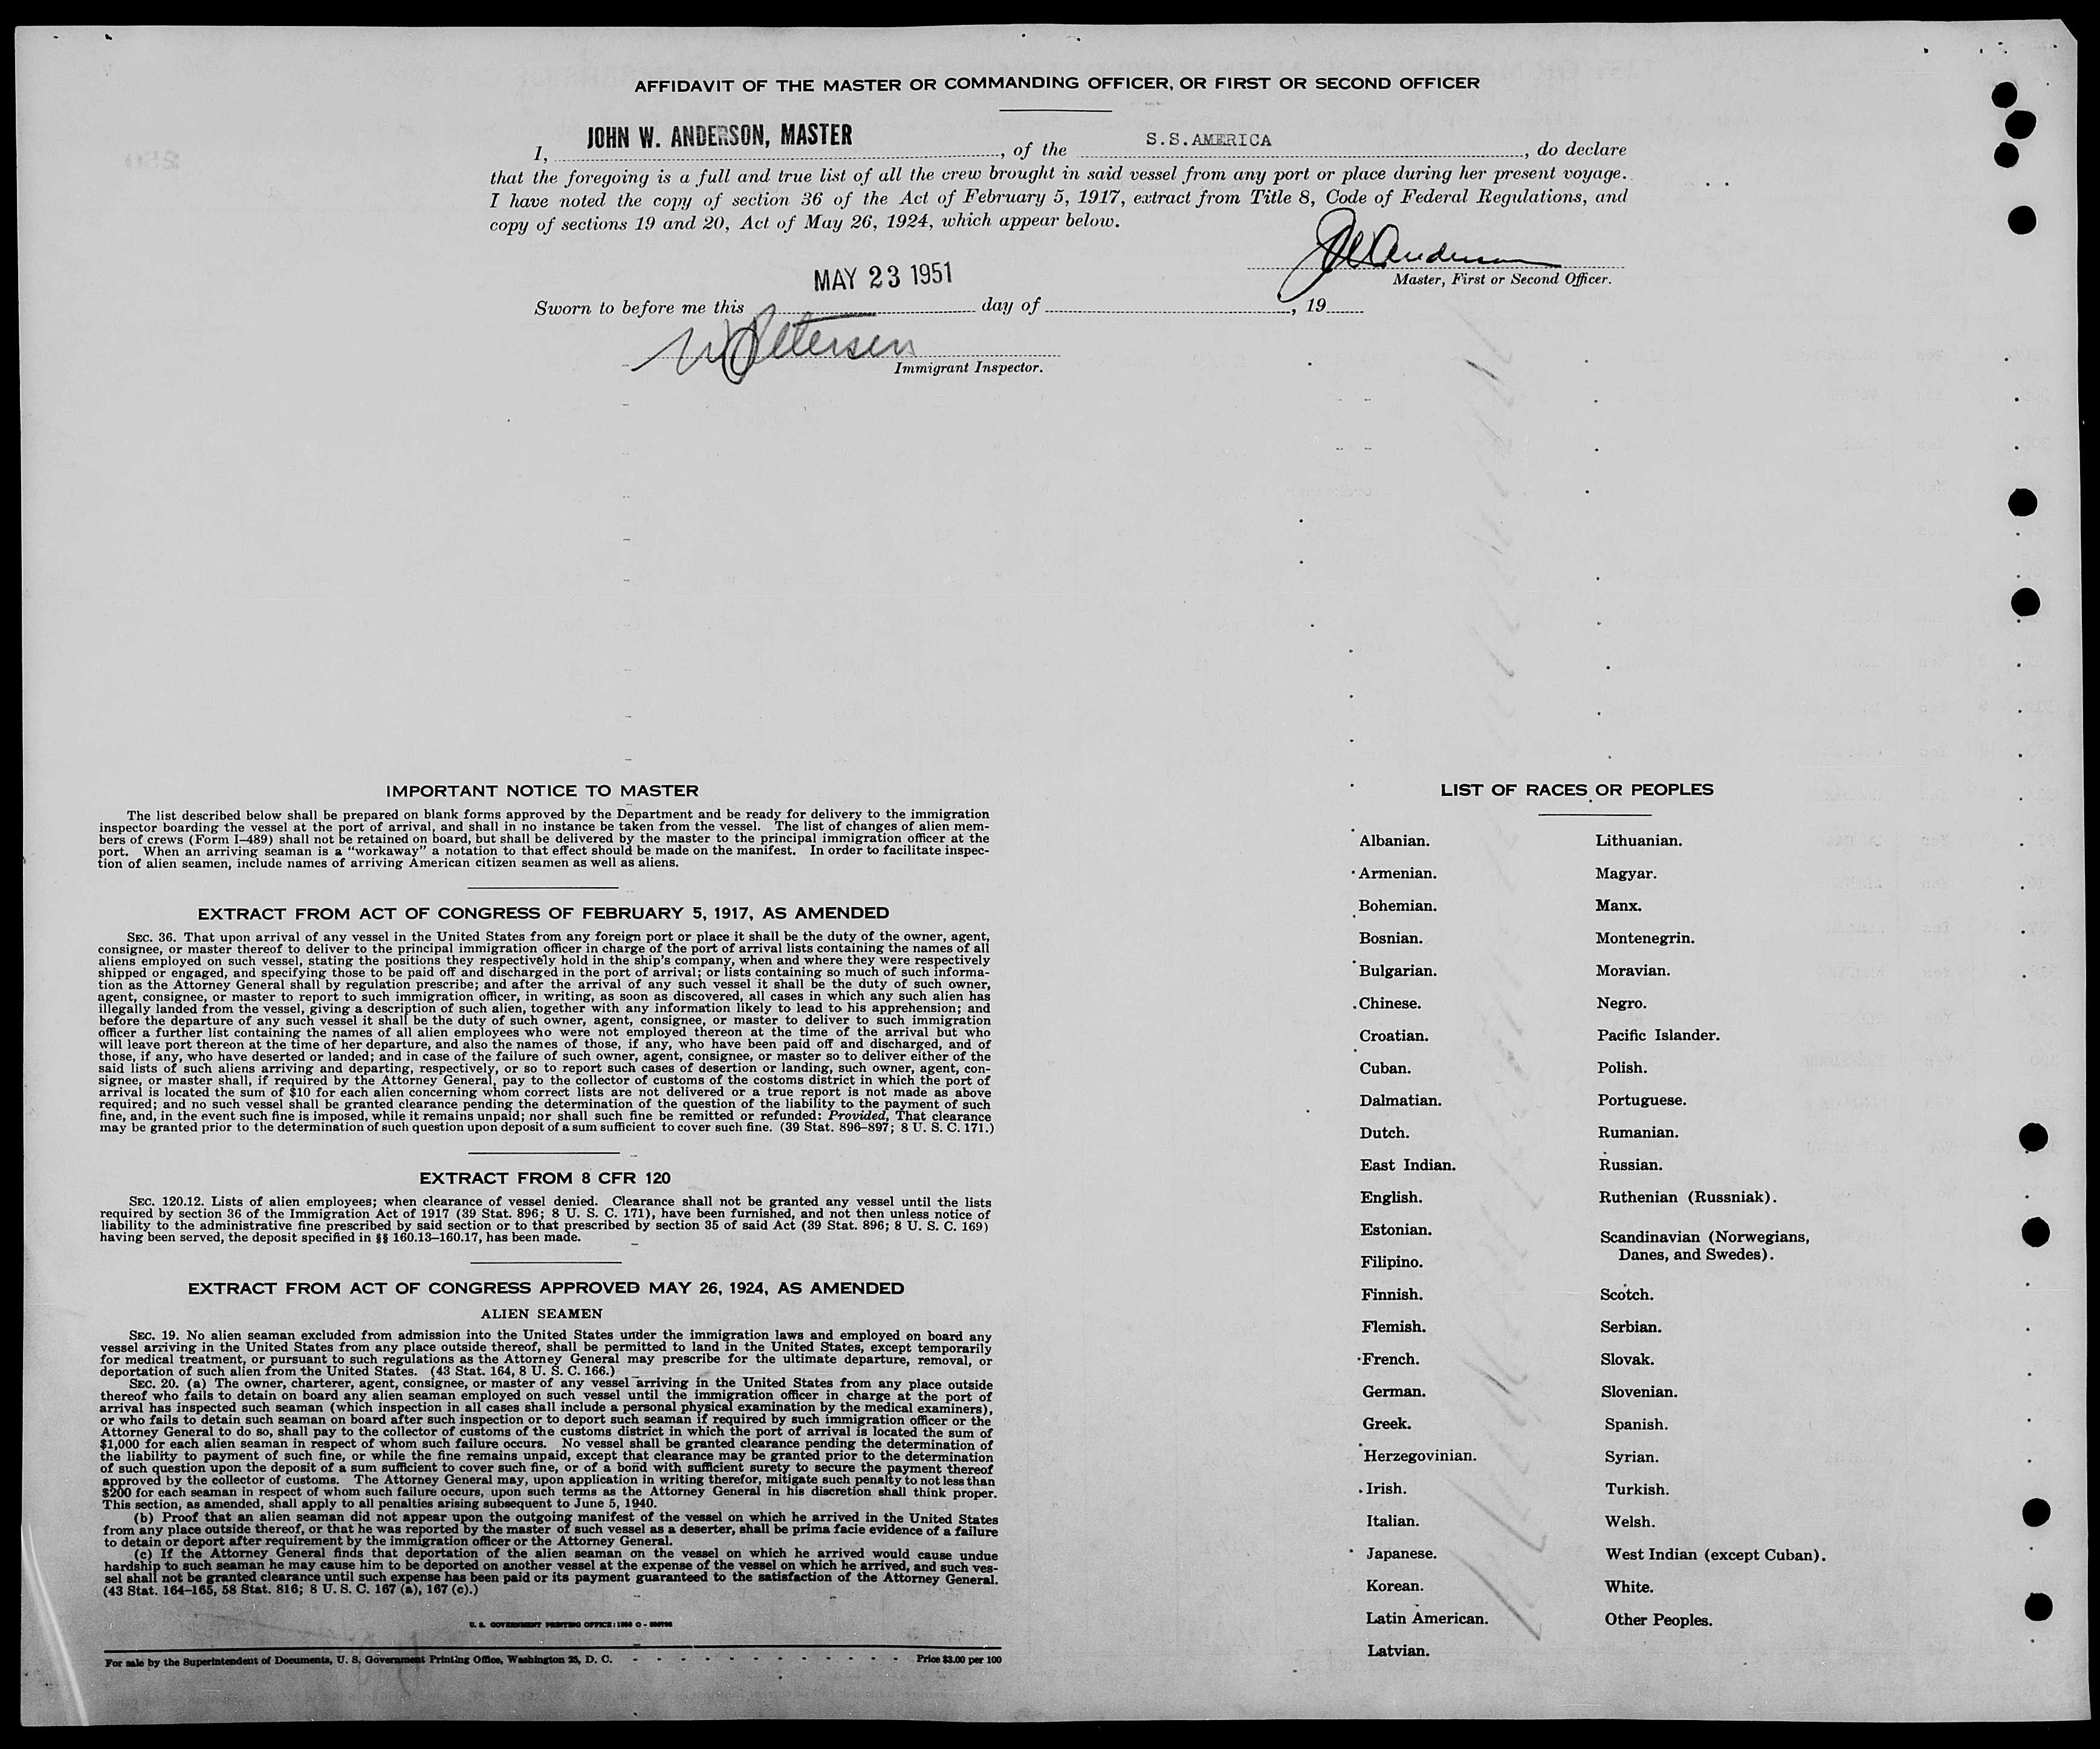 AFFIDAVIT OF THE MASTER OR COMMANDING OFFICER, OR FIRST OR SECOND OFFICER
I, JOHN W. ANDERSON, MASTER, of the S.S.AMERICA, do declare
that the foregoing is a full and true list of all the crew brought in said vessel from any port or place during her present voyage.
I have noted the copy of section 36 of the Act of February 5, 1917, extract from Title 8, Code of Federal Regulations, and
copy of sections 19 and 20, Act of May 26, 1924, which appear below.
JWAnderson
Master, First or Second Officer.
MAY 23 1951
Sworn to before me this day of , 19
W Petersen
Immigrant Inspector.
IMPORTANT NOTICE TO MASTER
The list described below shall be prepared on blank forms approved by the Department and be ready for delivery to the immigration
inspector boarding the vessel at the port of arrival, and shall in no instance be taken from the vessel. The list of changes of alien mem-
bers of crews (Form I–489) shall not be retained on board, but shall be delivered by the master to the principal immigration officer at the
port. When an arriving seaman is a "workaway" a notation to that effect should be made on the manifest. In order to facilitate inspec-
tion of alien seamen, include names of arriving American citizen seamen as well as aliens.
EXTRACT FROM ACT OF CONGRESS OF FEBRUARY 5, 1917, AS AMENDED
SEC. 36. That upon arrival of any vessel in the United States from any foreign port or place it shall be the duty of the owner, agent,
consignee, or master thereof to deliver to the principal immigration officer in charge of the port of arrival lists containing the names of all
aliens employed on such vessel, stating the positions they respectively hold in the ship's company, when and where they were respectively
shipped or engaged, and specifying those to be paid off and discharged in the port of arrival; or lists containing so much of such informa-
tion as the Attorney General shall by regulation prescribe; and after the arrival of any such vessel it shall be the duty of such owner,
agent, consignee, or master to report to such immigration officer, in writing, as soon as discovered, all cases in which any such alien has
illegally landed from the vessel, giving a description of such alien, together with any information likely to lead to his apprehension; and
before the departure of any such vessel it shall be the duty of such owner, agent, consignee, or master to deliver to such immigration
officer a further list containing the names of all alien employees who were not employed thereon at the time of the arrival but who
will leave port thereon at the time of her departure, and also the names of those, if any, who have been paid off and discharged, and of
those, if any, who have deserted or landed; and in case of the failure of such owner, agent, consignee, or master so to deliver either of the
said lists of such aliens arriving and departing, respectively, or so to report such cases of desertion or landing, such owner, agent, con-
signee, or master shall, if required by the Attorney General, pay to the collector of customs of the costoms district in which the port of
arrival is located the sum of $10 for each alien concerning whom correct lists are not delivered or a true report is not made as above
required; and no such vessel shall be granted clearance pending the determination of the question of the liability to the payment of such
fine, and, in the event such fine is imposed, while it remains unpaid; nor shall such fine be remitted or refunded: Provided, That clearance
may be granted prior to the determination of such question upon deposit of a sum sufficient to cover such fine. (39 Stat. 896–897; 8 U. S. C. 171.)
EXTRACT FROM 8 CFR 120
SEC. 120.12. Lists of alien employees; when clearance of vessel denied. Clearance shall not be granted any vessel until the lists
required by section 36 of the Immigration Act of 1917 (39 Stat. 896; 8 U. S. C. 171), have been furnished, and not then unless notice of
liability to the administrative fine prescribed by said section or to that prescribed by section 35 of said Act (39 Stat. 896; 8 U. S. C. 169)
having been served, the deposit specified in §§ 160.13–160.17, has been made.
EXTRACT FROM ACT OF CONGRESS APPROVED MAY 26, 1924, AS AMENDED
ALIEN SEAMEN
SEC. 19. No alien seaman excluded from admission into the United States under the immigration laws and employed on board any
vessel arriving in the United States from any place outside thereof, shall be permitted to land in the United States, except temporarily
for medical treatment, or pursuant to such regulations as the Attorney General may prescribe for the ultimate departure, removal, or
deportation of such alien from the United States. (43 Stat. 164, 8 U. S. C. 166.)
SEC. 20. (a) The owner, charterer, agent, consignee, or master of any vessel arriving in the United States from any place outside
thereof who fails to detain on board any alien seaman employed on such vessel until the immigration officer in charge at the port of
arrival has inspected such seaman (which inspection in all cases shall include a personal physical examination by the medical examiners),
or who fails to detain such seaman on board after such inspection or to deport such seaman if required by such immigration officer or the
Attorney General to do so, shall pay to the collector of customs of the customs district in which the port of arrival is located the sum of
$1,000 for each alien seaman in respect of whom such failure occurs. No vessel shall be granted clearance pending the determination of
the liability to payment of such fine, or while the fine remains unpaid, except that clearance may be granted prior to the determination
of such question upon the deposit of a sum sufficient to cover such fine, or of a bond with sufficient surety to secure the payment thereof
approved by the collector of customs. The Attorney General may, upon application in writing therefor, mitigate such penalty to not less than
$200 for each seaman in respect of whom such failure occurs, upon such terms as the Attorney General in his discretion shall think proper.
This section, as amended, shall apply to all penalties arising subsequent to June 5, 1940.
(b) Proof that an alien seaman did not appear upon the outgoing manifest of the vessel on which he arrived in the United States
from any place outside thereof, or that he was reported by the master of such vessel as a deserter, shall be prima facie evidence of a failure
to detain or deport after requirement by the immigration officer or the Attorney General.
(c) If the Attorney General finds that deportation of the alien seaman on the vessel on which he arrived would cause undue
hardship to such seaman he may cause him to be deported on another vessel at the expense of the vessel on which he arrived, and such ves-
sel shall not be granted clearance until such expense has been paid or its payment guaranteed to the satisfaction of the Attorney General.
(43 Stat. 164–165, 58 Stat. 816; 8 U. S. C. 167 (a), 167 (c).)
U. S. GOVERNMENT PRINTING OFFICE: 1950 O -
For sale by the Superintendent of Documents, U. S. Government Printing Office, Washington 25, D. C. - - - - - - - - - - - - Price $3.00 per 100
LIST OF RACES OR PEOPLES
Albanian.
Armenian.
Bohemian.
Bosnian.
Bulgarian.
Chinese.
Croatian.
Cuban.
Dalmatian.
Dutch.
East Indian.
English.
Estonian.
Filipino.
Finnish.
Flemish.
French.
German.
Greek.
Herzegovinian.
Irish.
Italian.
Japanese.
Korean.
Latin American.
Latvian.
Lithuanian.
Magyar.
Manx.
Montenegrin.
Moravian.
Negro.
Pacific Islander.
Polish.
Portuguese.
Rumanian.
Russian.
Ruthenian (Russniak).
Scandinavian (Norwegians,
Danes, and Swedes).
Scotch.
Serbian.
Slovak.
Slovenian.
Spanish.
Syrian.
Turkish.
Welsh.
West Indian (except Cuban).
White.
Other Peoples.